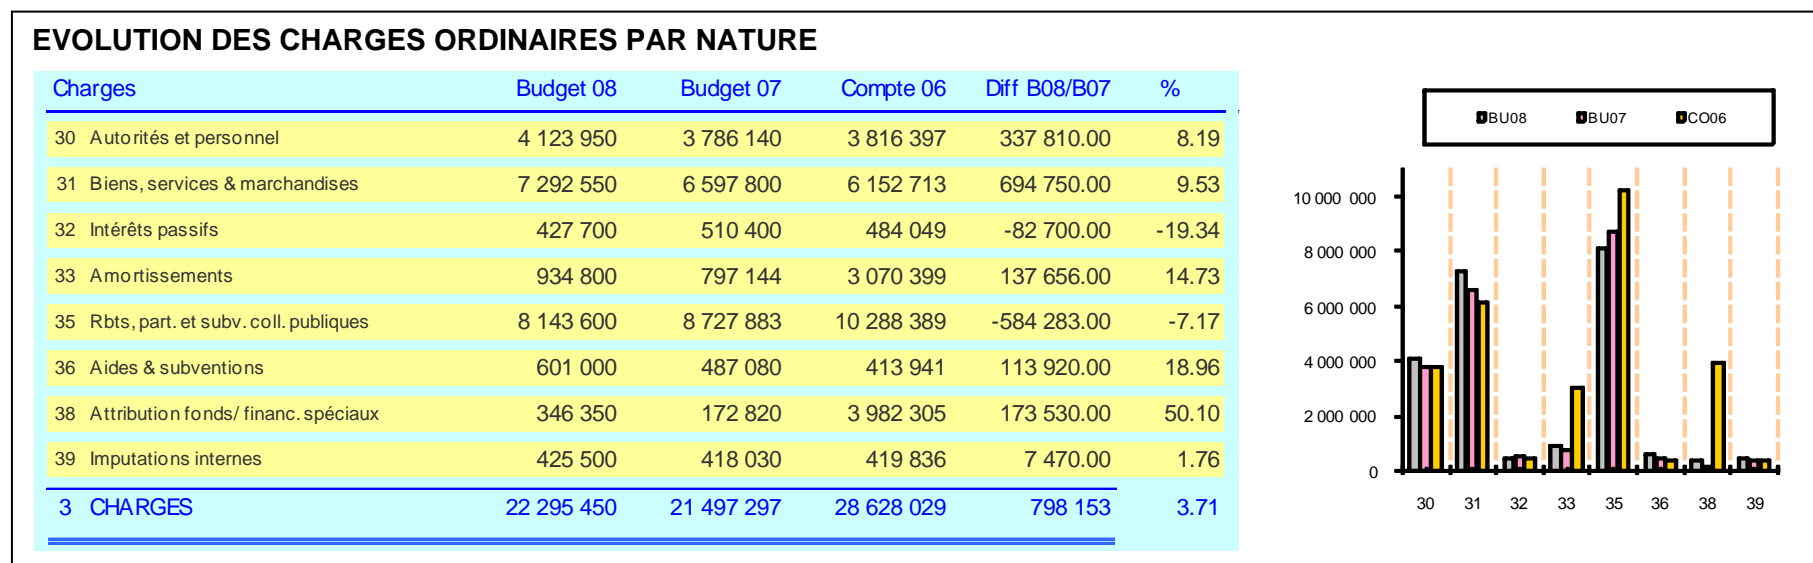 EVOLUTION DES CHARGES ORDINAIRES PAR NATURE
Charges Budget 08 Budget 07 Compte 06 Diff B08/B07 %
30 Autorités et personnel 4 123 950 3 786 140 3 816 397 337 810.00 8.19
31 Biens, services & marchandises 7 292 550 6 597 800 6 152 713 694 750.00 9.53
32 Intérêts passifs 427 700 510 400 484 049 -82 700.00 -19.34
33 Amortissements 934 800 797 144 3 070 399 137 656.00 14.73
35 Rbts, part. et subv. coll. publiques 8 143 600 8 727 883 10 288 389 -584 283.00 -7.17
36 Aides & subventions 601 000 487 080 413 941 113 920.00 18.96
38 Attribution fonds/ financ. spéciaux 346 350 172 820 3 982 305 173 530.00 50.10
39 Imputations internes 425 500 418 030 419 836 7 470.00 1.76
3 CHARGES 22 295 450 21 497 297 28 628 029 798 153 3.71
BU08 BU07 CO06
10 000 000
8 000 000
6 000 000
4 000 000
2 000 000
0
30 31 32 33 35 36 38 39